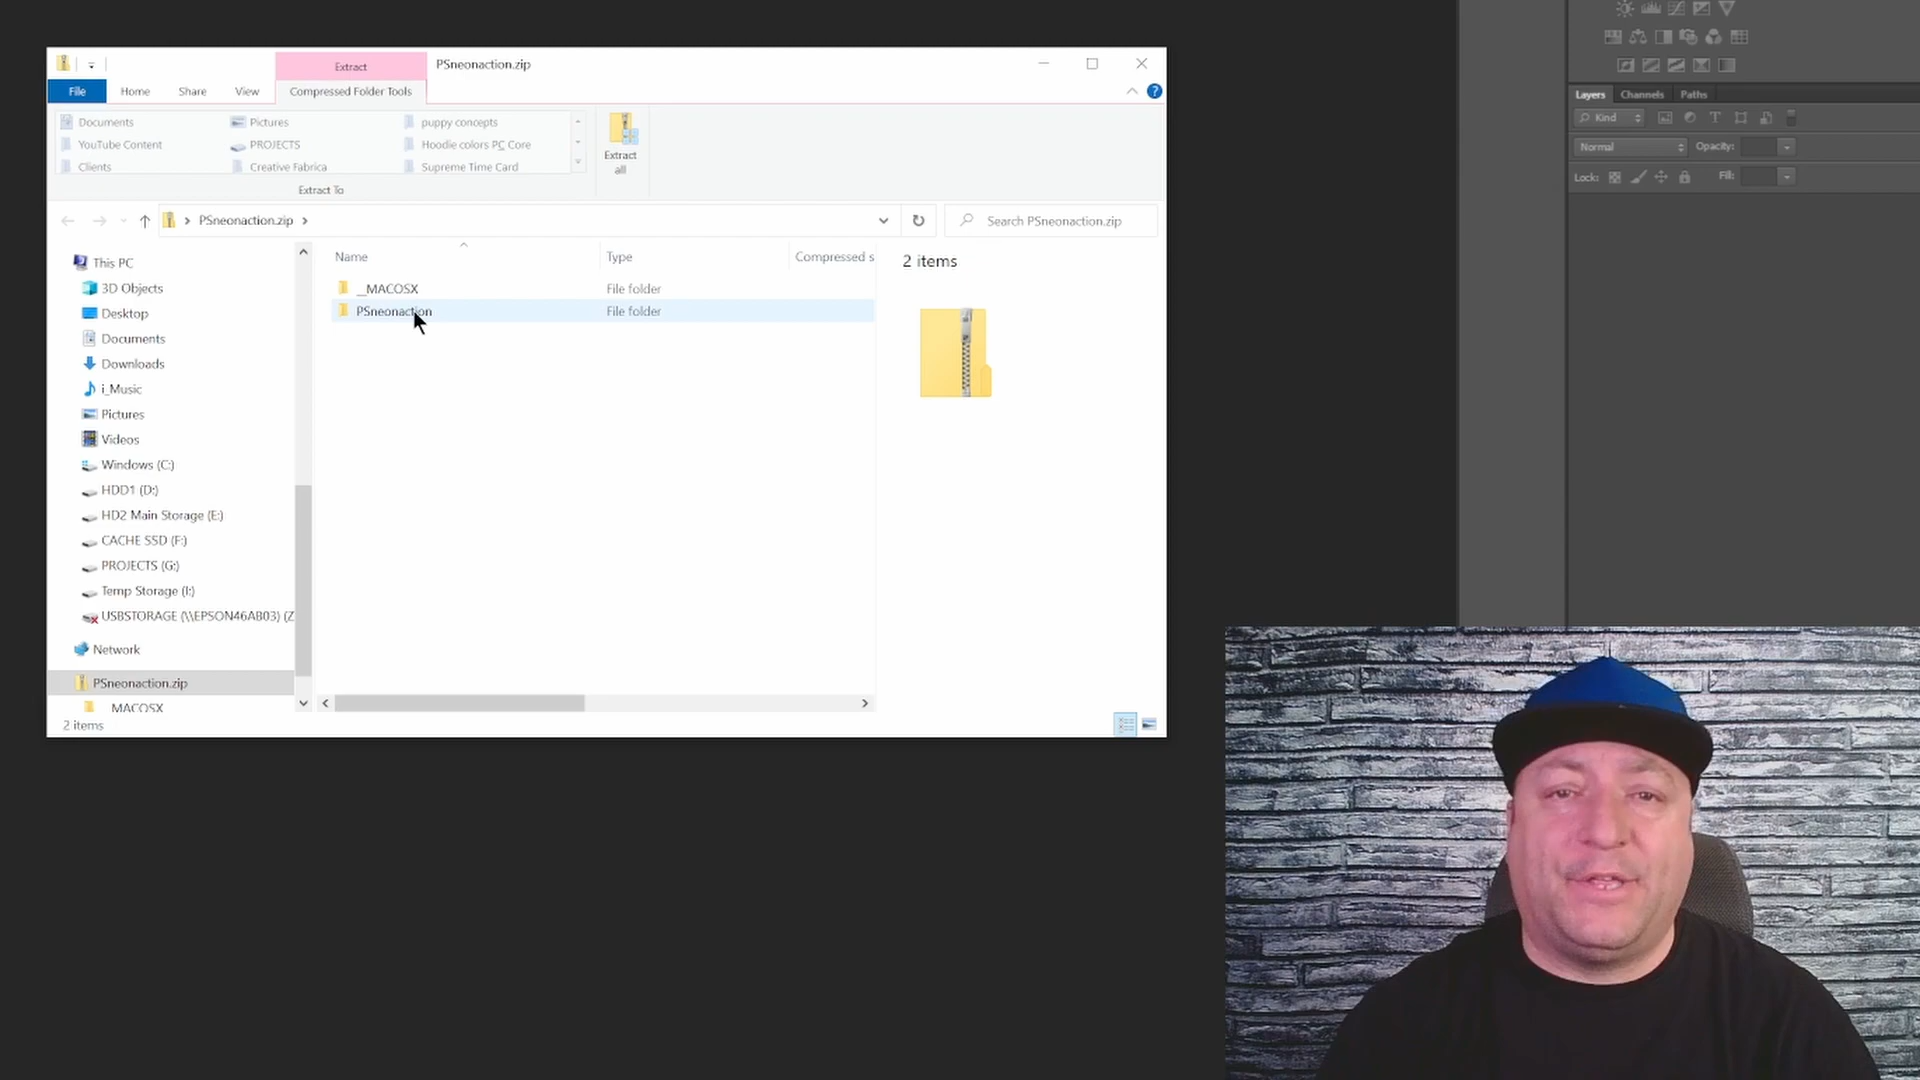 Extract
PSneonaction.zip
File
Home
Share
View
Compressed Folder Tools
Documents
Pictures
puppy concepts
YouTube Content
PROJECTS
Hoodie colors PC Core
Clients
Creative Fabrica
Supreme Time Card
Extract To
Extract
all
PSneonaction.zip
Search PSneonaction.zip
This PC
3D Objects
Desktop
Documents
Downloads
i_Music
Pictures
Videos
Windows (C:)
HDD1 (D:)
HD2 Main Storage (E:)
CACHE SSD (F:)
PROJECTS (G:)
Temp Storage (I:)
USBSTORAGE (\\EPSON46AB03) (Z
Network
PSneonaction.zip
__MACOSX
2 items
Name
Type
Compressed s
__MACOSX
File folder
PSneonaction
File folder
2 items
Layers
Channels
Paths
Kind
Normal
Opacity:
Lock:
Fill: